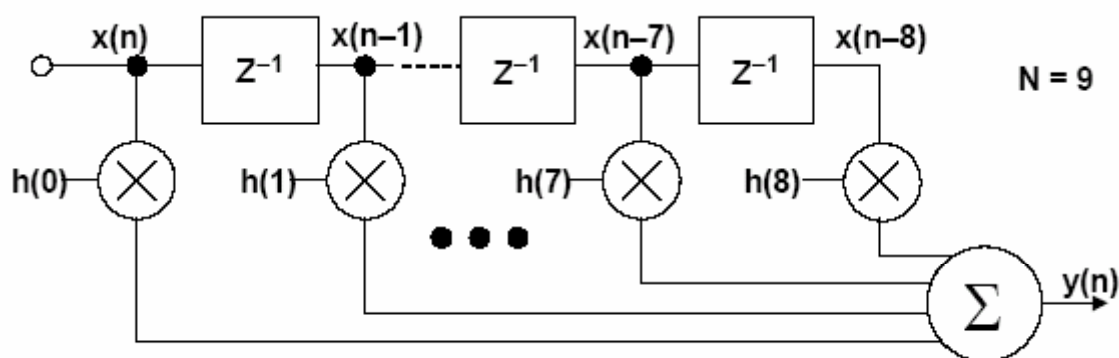 x(n) x(n–1) x(n–7) x(n–8)
Z⁻¹ Z⁻¹ Z⁻¹ N = 9
h(0) h(1) h(7) h(8)
y(n)
Σ